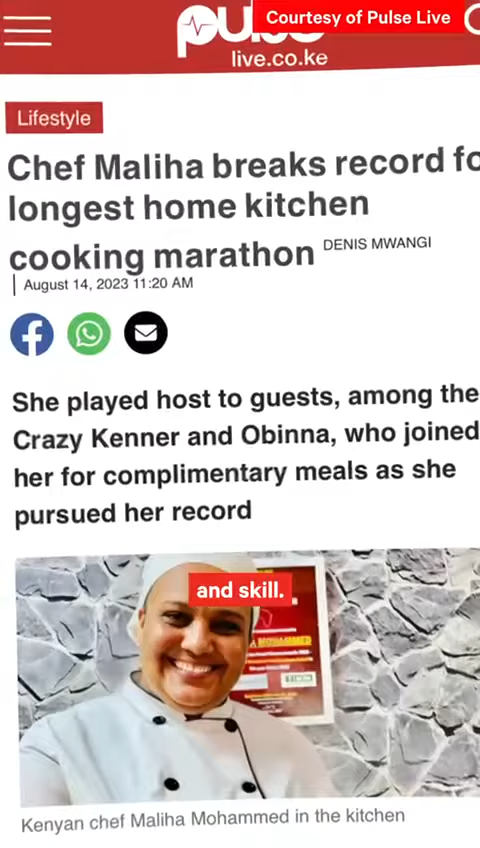 pulse
Courtesy of Pulse Live
live.co.ke
Lifestyle
Chef Maliha breaks record fo
longest home kitchen
cooking marathon DENIS MWANGI
August 14, 2023 11:20 AM
She played host to guests, among the
Crazy Kenner and Obinna, who joined
her for complimentary meals as she
pursued her record
and skill.
MOHAMMED
Kenyan chef Maliha Mohammed in the kitchen